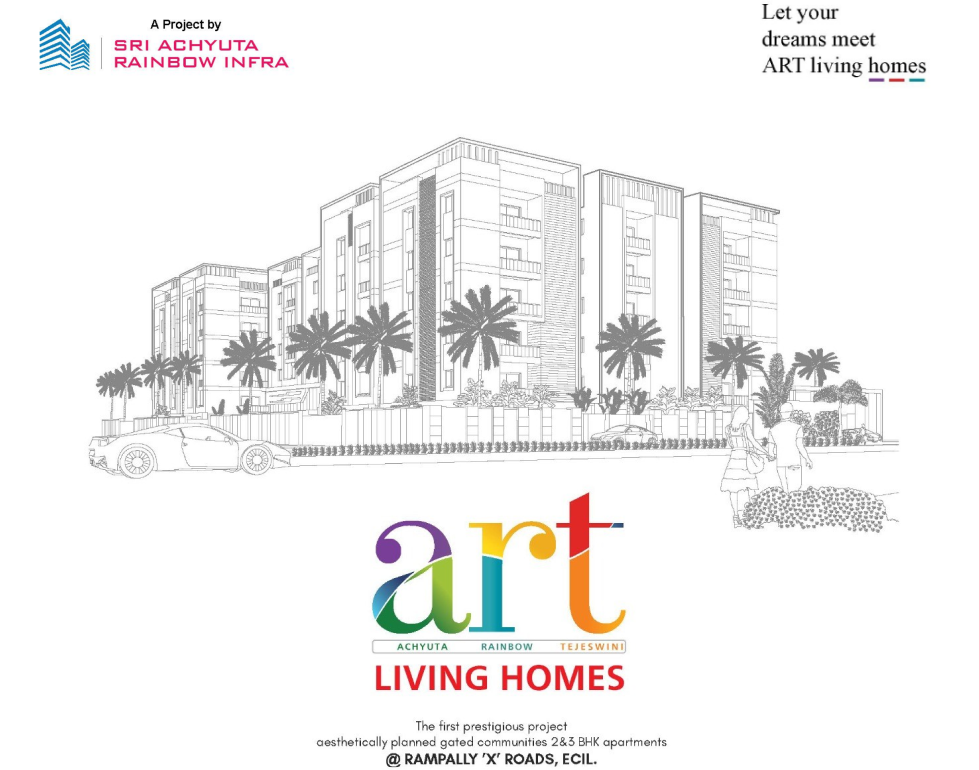 A Project by
SRI ACHYUTA
RAINBOW INFRA
Let your
dreams meet
ART living homes
art
ACHYUTA RAINBOW TEJESWINI
LIVING HOMES
The first prestigious project
aesthetically planned gated communities 2&3 BHK apartments
@ RAMPALLY 'X' ROADS, ECIL.